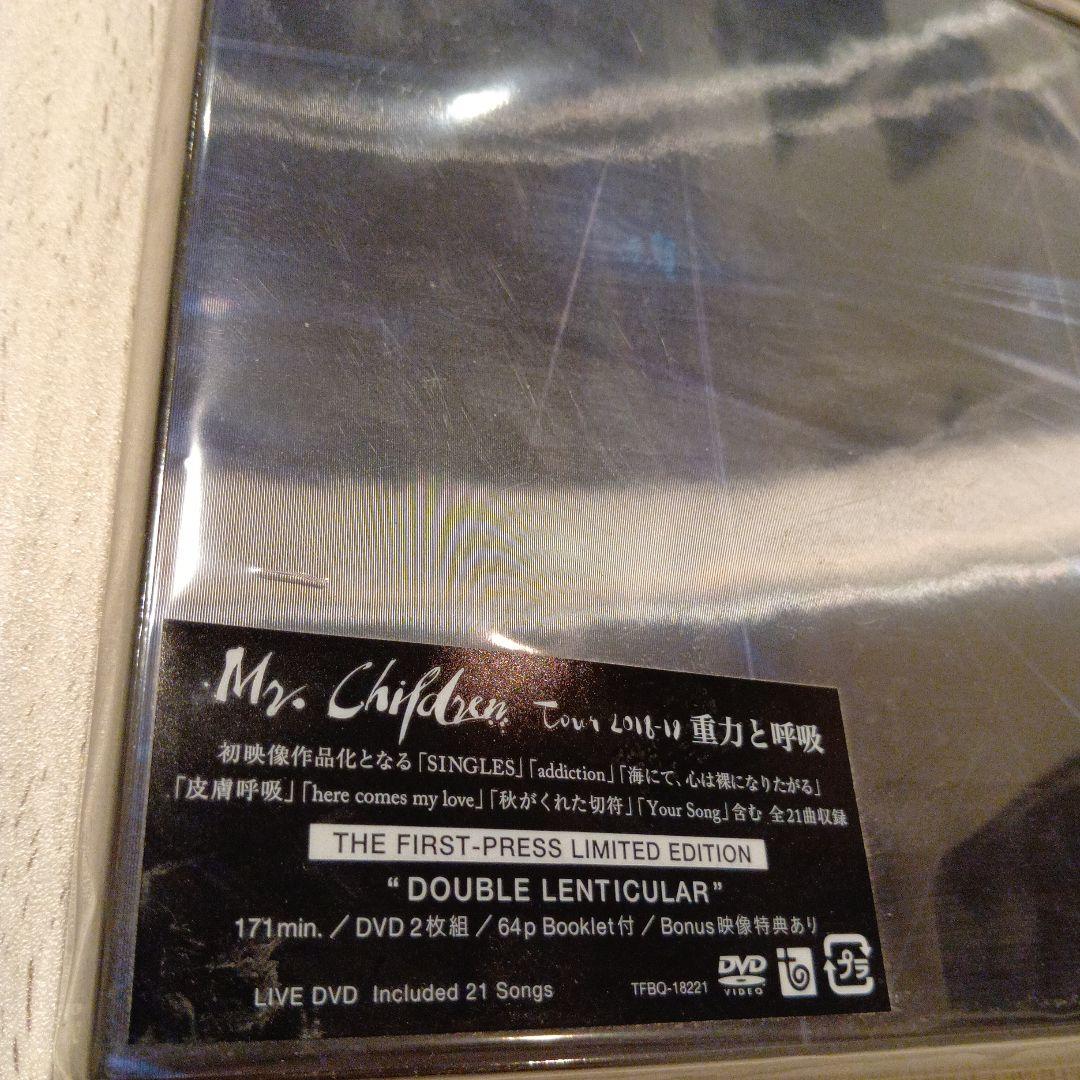 Mr. Children Tour 2018-19 重力と呼吸
初映像作品化となる「SINGLES」「addiction」「海にて、心は裸になりたがる」
「皮膚呼吸」「here comes my love」「秋がくれた切符」「Your Song」含む 全21曲収録
THE FIRST-PRESS LIMITED EDITION
“DOUBLE LENTICULAR”
171min. / DVD 2枚組 / 64p Booklet付 / Bonus映像特典あり
LIVE DVD Included 21 Songs
TFBQ-18221
DVD VIDEO
プラ